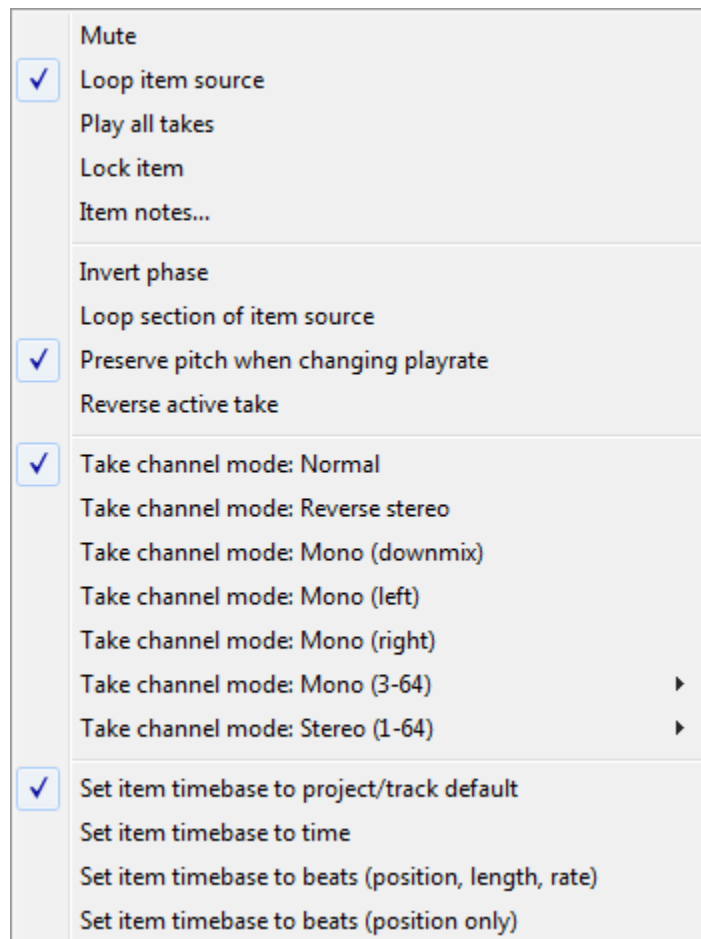 Mute
Loop item source
Play all takes
Lock item
Item notes...
Invert phase
Loop section of item source
Preserve pitch when changing playrate
Reverse active take
Take channel mode: Normal
Take channel mode: Reverse stereo
Take channel mode: Mono (downmix)
Take channel mode: Mono (left)
Take channel mode: Mono (right)
Take channel mode: Mono (3-64)
Take channel mode: Stereo (1-64)
Set item timebase to project/track default
Set item timebase to time
Set item timebase to beats (position, length, rate)
Set item timebase to beats (position only)